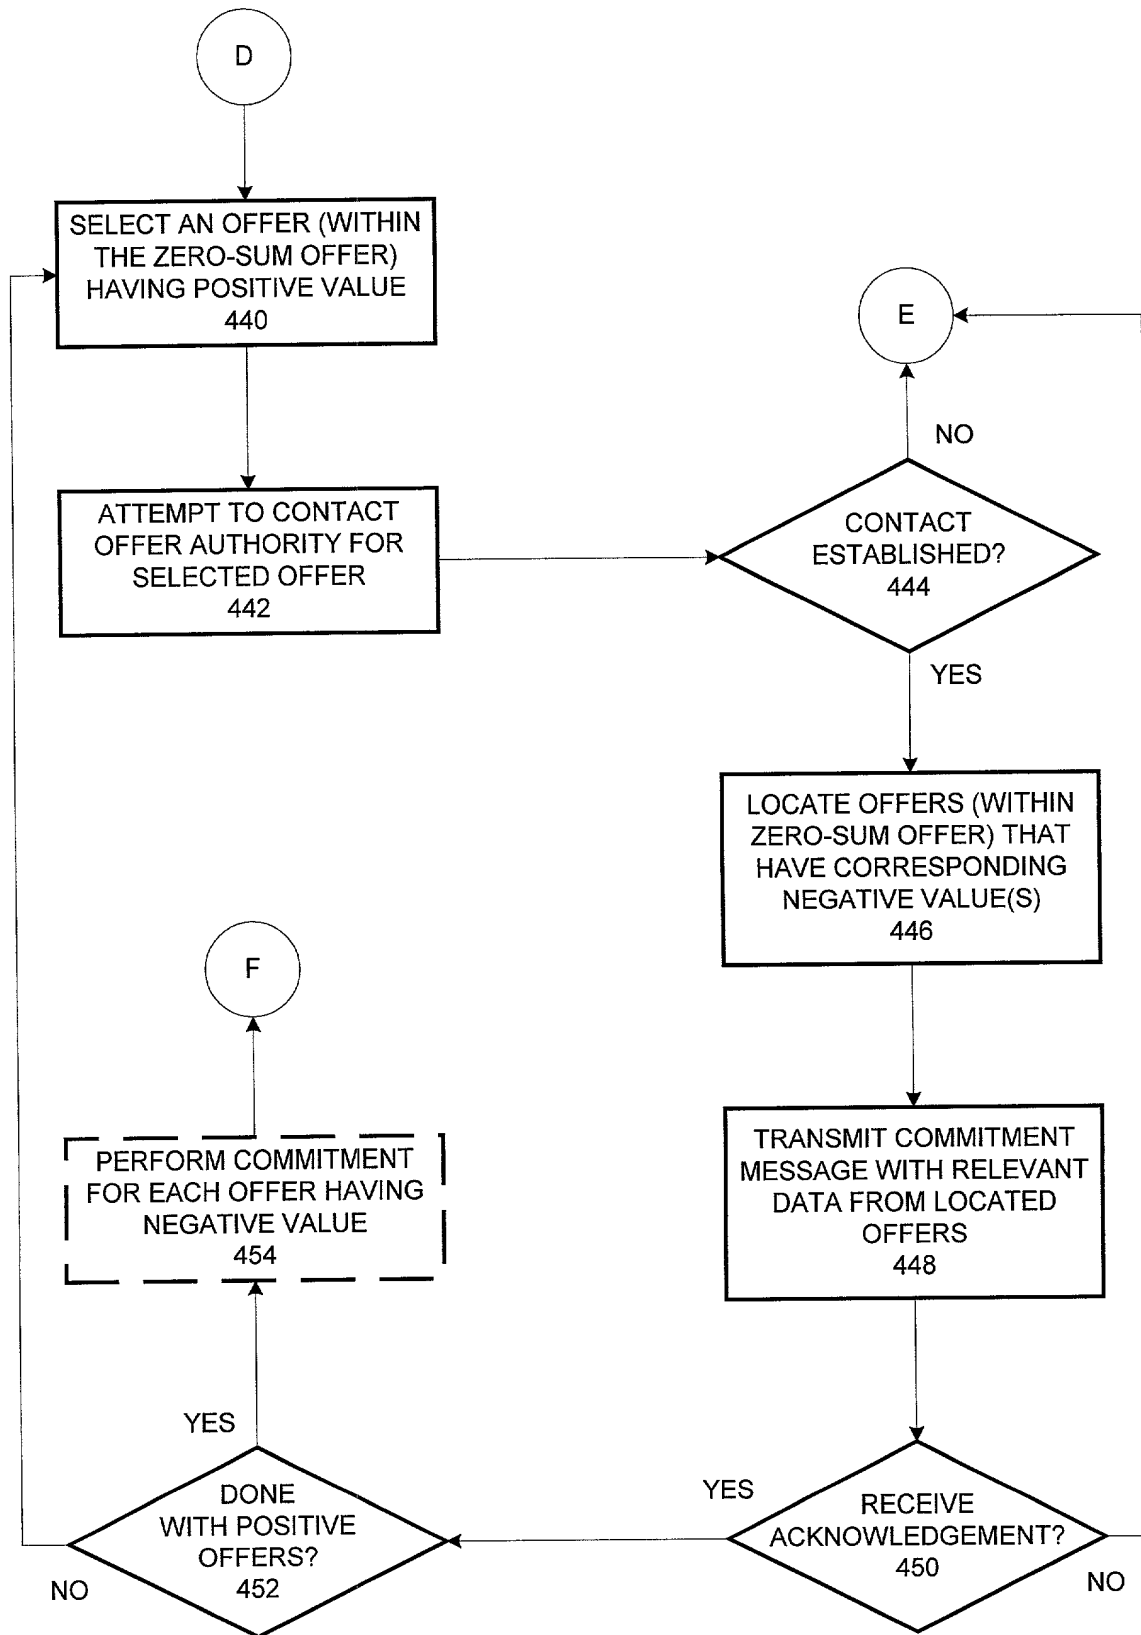 D
SELECT AN OFFER (WITHIN
THE ZERO-SUM OFFER)
HAVING POSITIVE VALUE
440
E
NO
ATTEMPT TO CONTACT
OFFER AUTHORITY FOR
SELECTED OFFER
442
CONTACT
ESTABLISHED?
444
YES
LOCATE OFFERS (WITHIN
ZERO-SUM OFFER) THAT
HAVE CORRESPONDING
NEGATIVE VALUE(S)
446
F
TRANSMIT COMMITMENT
MESSAGE WITH RELEVANT
DATA FROM LOCATED
OFFERS
448
PERFORM COMMITMENT
FOR EACH OFFER HAVING
NEGATIVE VALUE
454
YES
YES
RECEIVE
ACKNOWLEDGEMENT?
450
NO
DONE
WITH POSITIVE
OFFERS?
452
NO